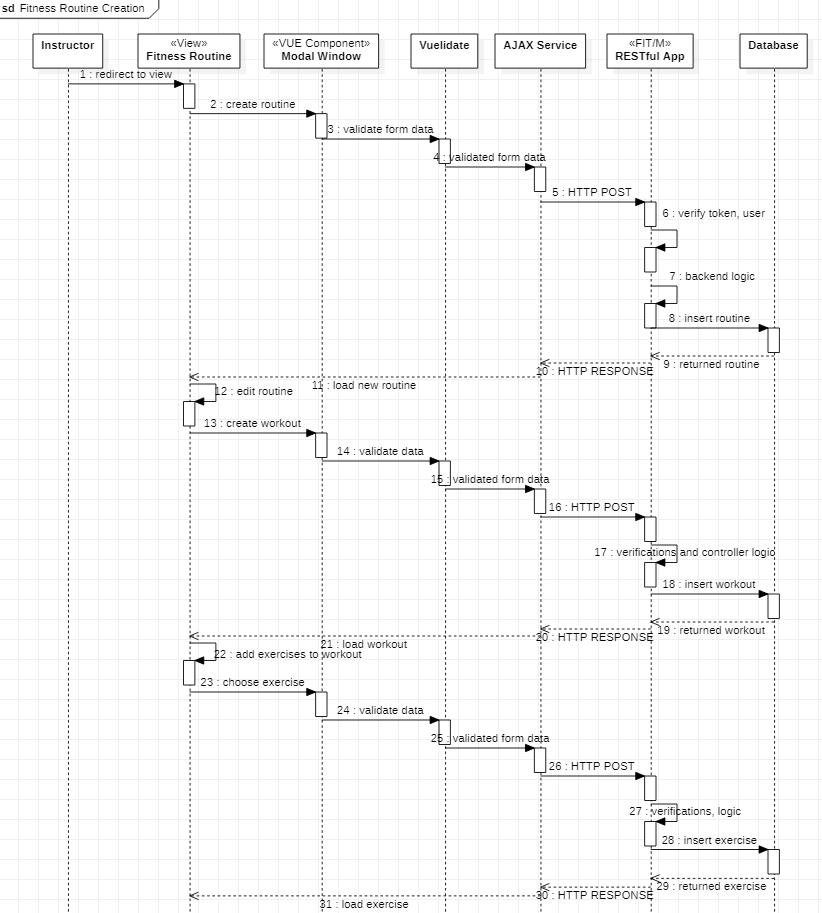 sd Fitness Routine Creation
Instructor
«View»
Fitness Routine
«VUE Component»
Modal Window
Vuelidate
AJAX Service
«FIT/M»
RESTful App
Database
1 : redirect to view
2 : create routine
3 : validate form data
4 : validated form data
5 : HTTP POST
6 : verify token, user
7 : backend logic
8 : insert routine
9 : returned routine
10 : HTTP RESPONSE
11 : load new routine
12 : edit routine
13 : create workout
14 : validate data
15 : validated form data
16 : HTTP POST
17 : verifications and controller logic
18 : insert workout
19 : returned workout
20 : HTTP RESPONSE
21 : load workout
22 : add exercises to workout
23 : choose exercise
24 : validate data
25 : validated form data
26 : HTTP POST
27 : verifications, logic
28 : insert exercise
29 : returned exercise
30 : HTTP RESPONSE
31 : load exercise